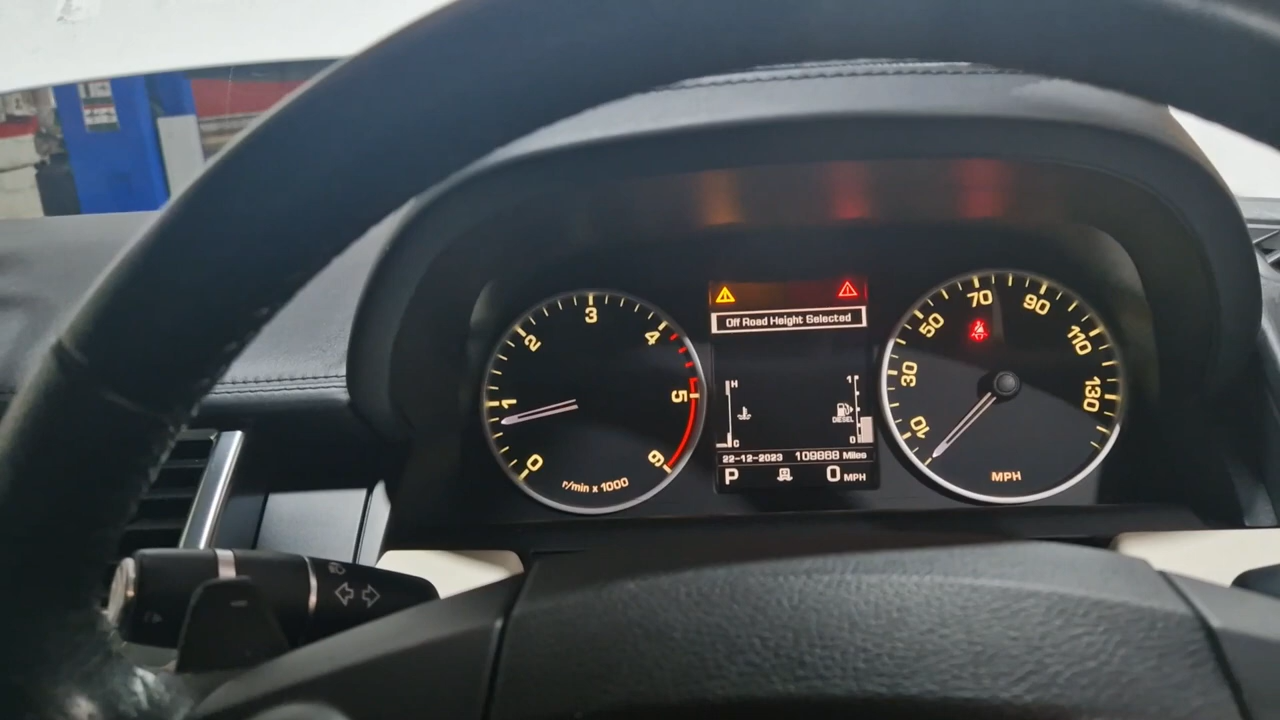 Off Road Height Selected
0
1
2
3
4
5
6
r/min x 1000
H
C
1
DIESEL
0
22-12-2023 109868 Miles
P 0 MPH
10
30
50
70
90
110
130
MPH